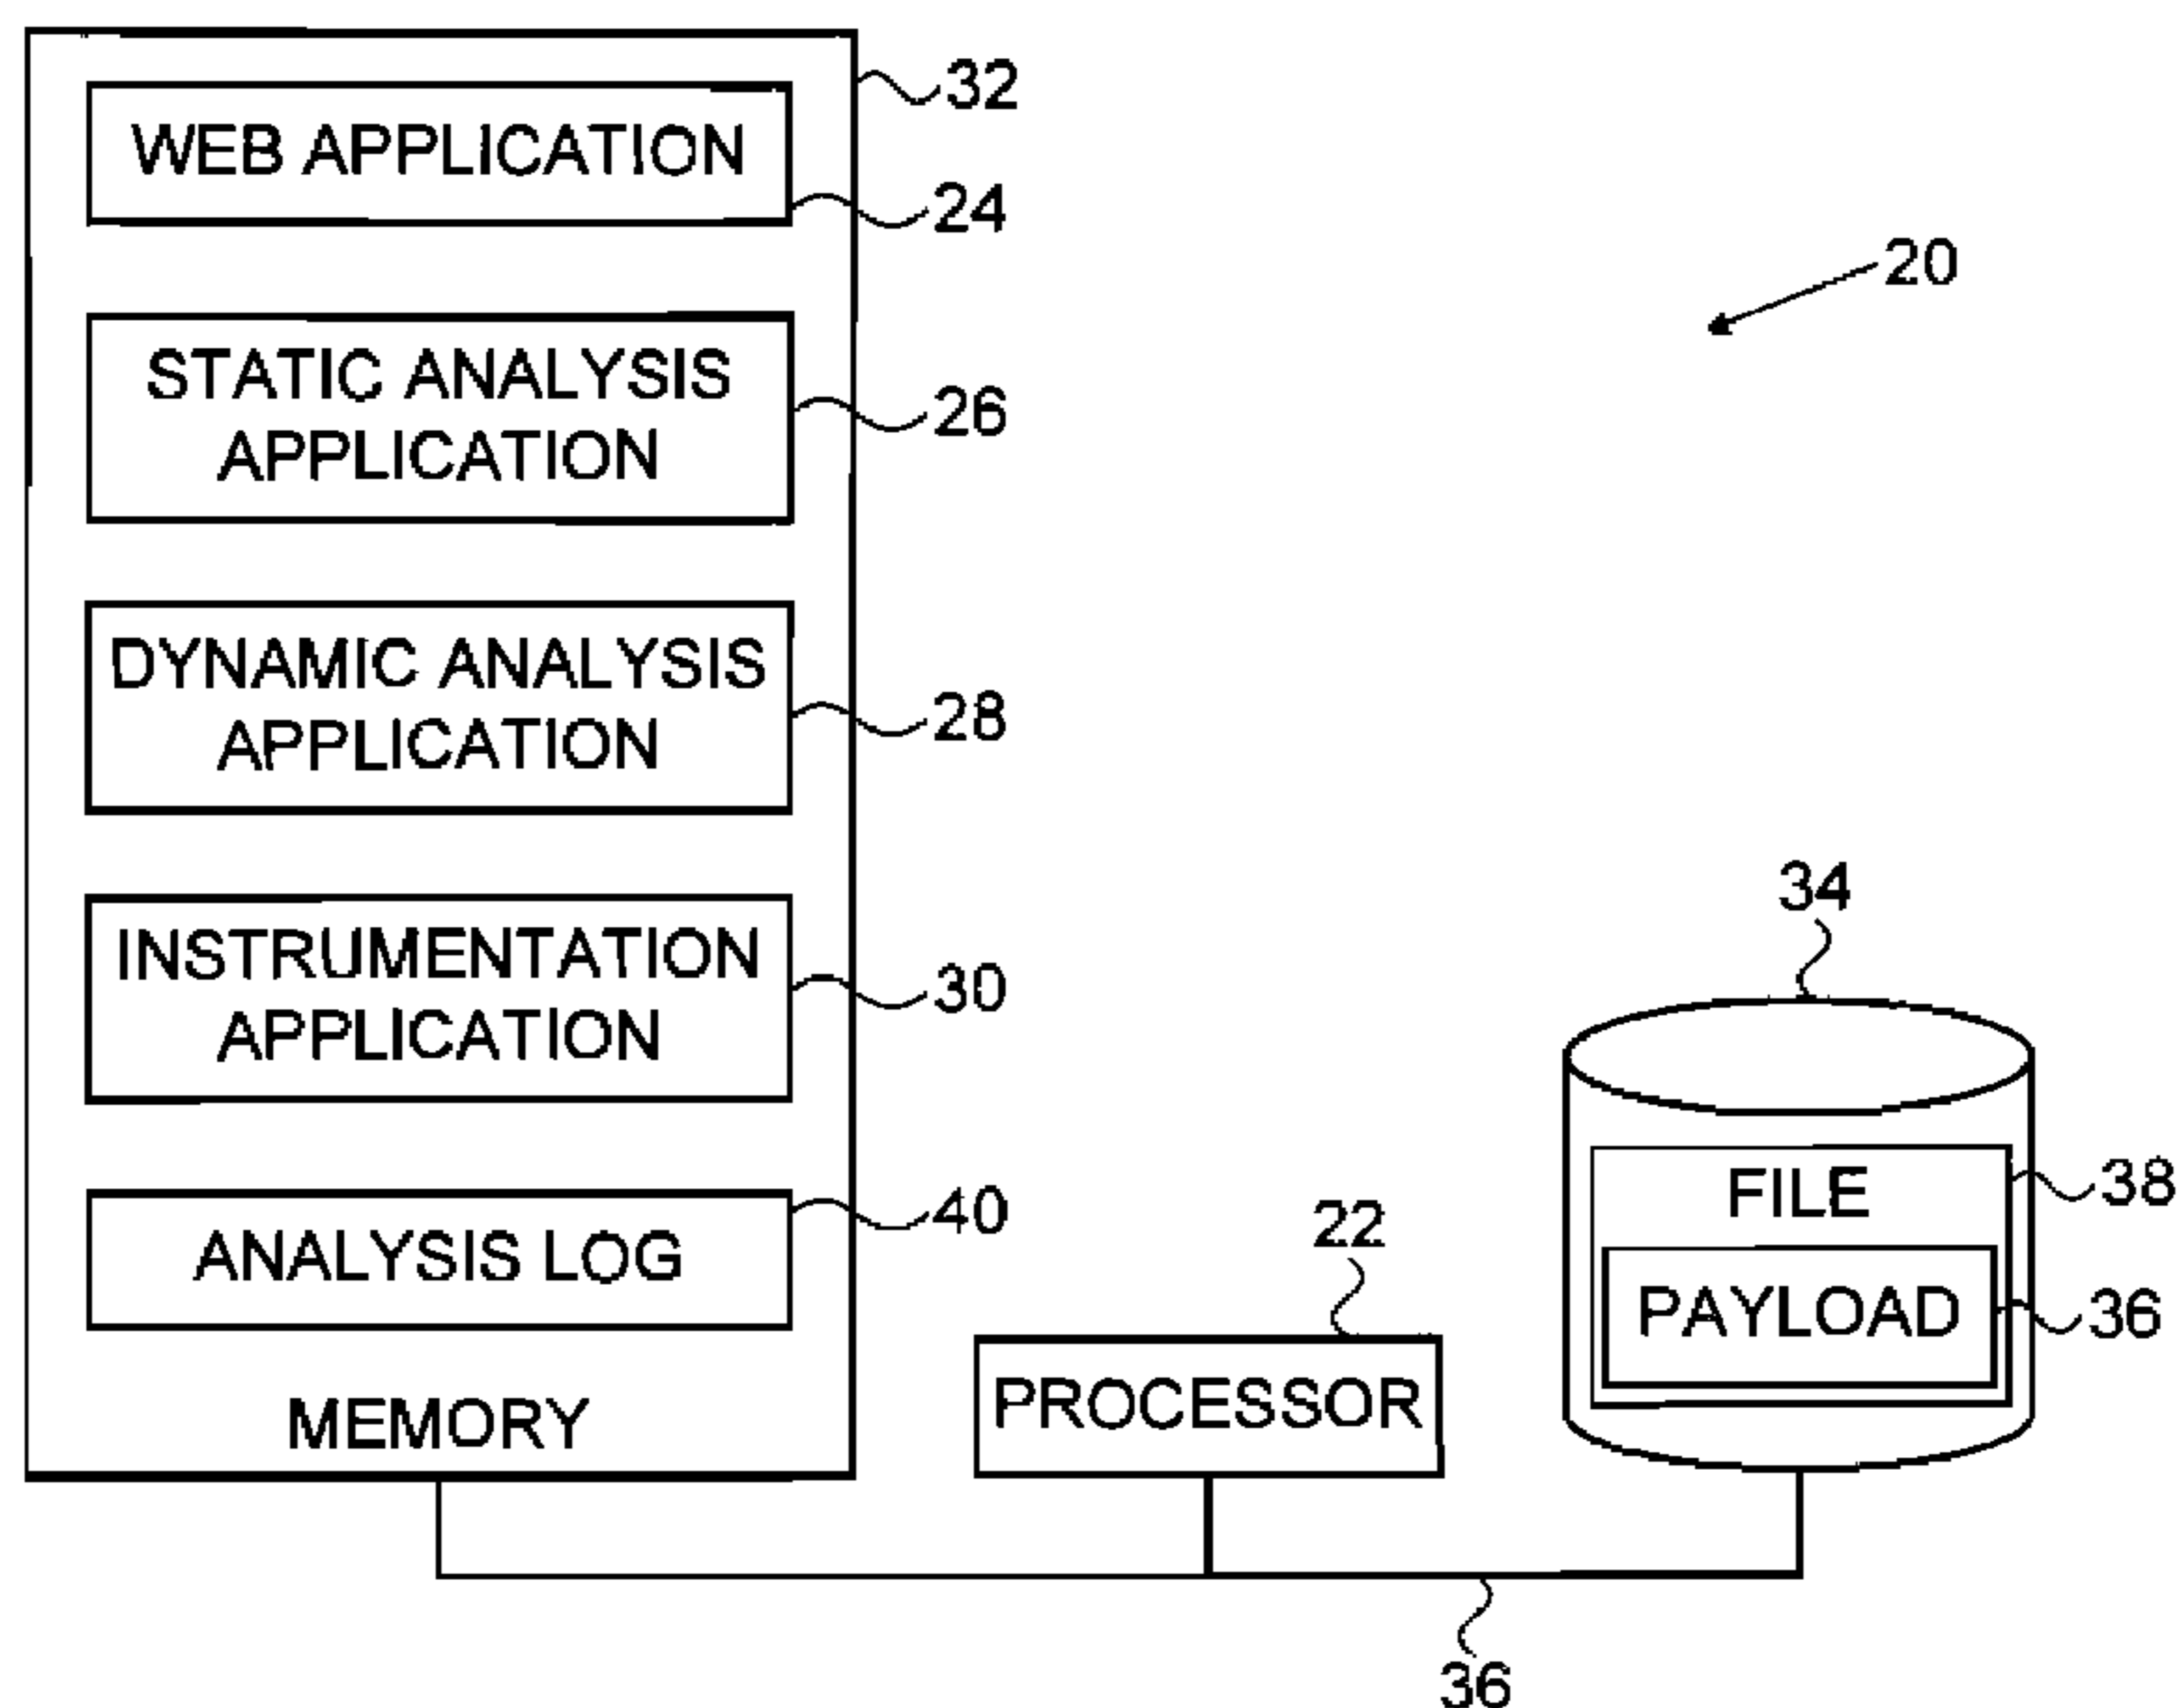 32
WEB APPLICATION
24
20
STATIC ANALYSIS
APPLICATION
26
DYNAMIC ANALYSIS
APPLICATION
28
34
INSTRUMENTATION
APPLICATION
30
FILE
38
40
ANALYSIS LOG
22
PAYLOAD
36
PROCESSOR
MEMORY
36